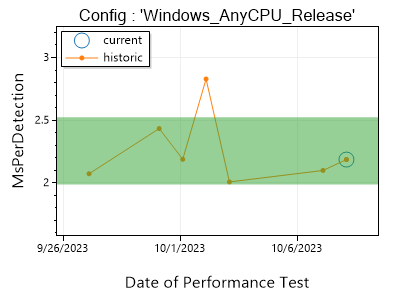 Config : 'Windows_AnyCPU_Release'
current
historic
3
2.5
2
MsPerDetection
9/26/2023
10/1/2023
10/6/2023
Date of Performance Test